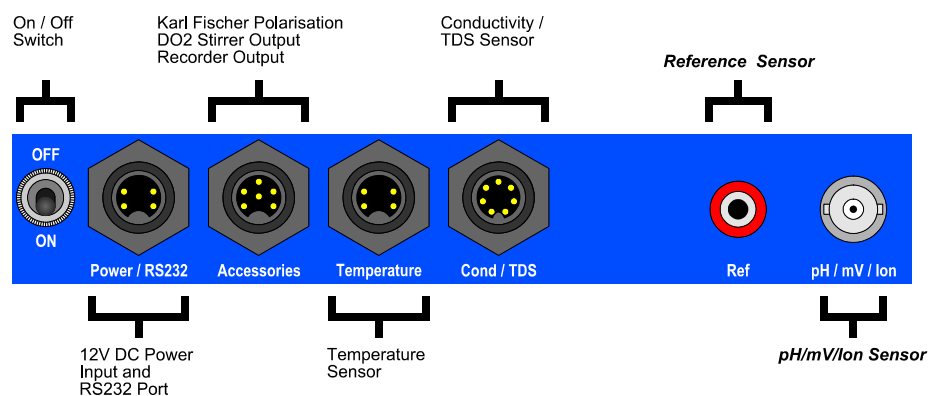 On / Off
Switch
Karl Fischer Polarisation
DO2 Stirrer Output
Recorder Output
Conductivity /
TDS Sensor
Reference Sensor
OFF
ON
Power / RS232
Accessories
Temperature
Cond / TDS
Ref
pH / mV / Ion
12V DC Power
Input and
RS232 Port
Temperature
Sensor
pH/mV/Ion Sensor